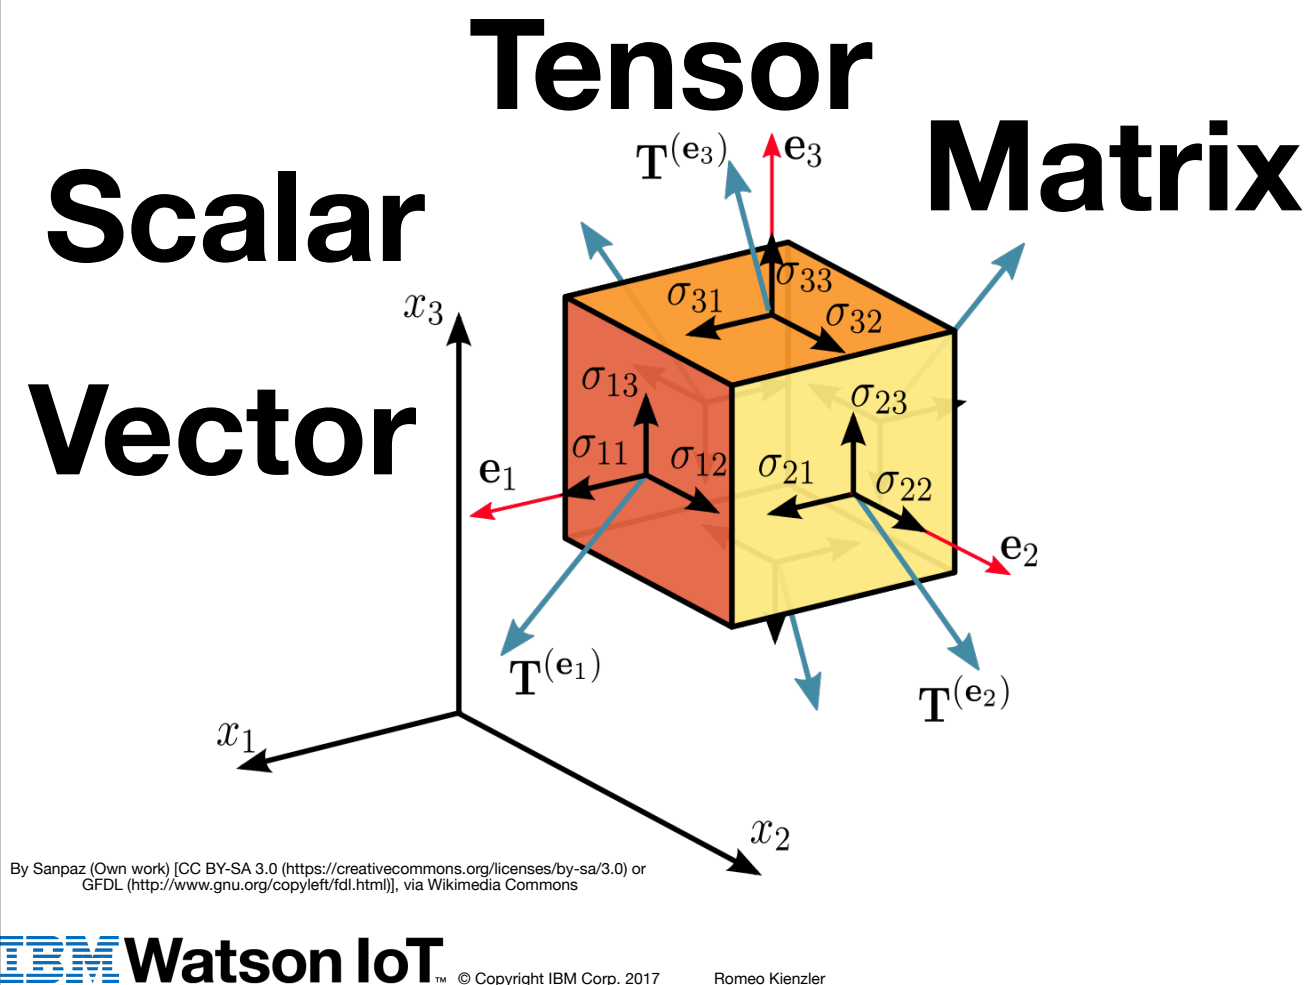 Tensor
Matrix
Scalar
Vector
T(e3)
e3
σ33
σ31
σ32
x3
σ13
σ23
σ11
σ12
σ21
σ22
e1
e2
T(e1)
T(e2)
x1
x2
By Sanpaz (Own work) [CC BY-SA 3.0 (https://creativecommons.org/licenses/by-sa/3.0) or
GFDL (http://www.gnu.org/copyleft/fdl.html)], via Wikimedia Commons
IBM Watson IoT™ © Copyright IBM Corp. 2017 Romeo Kienzler